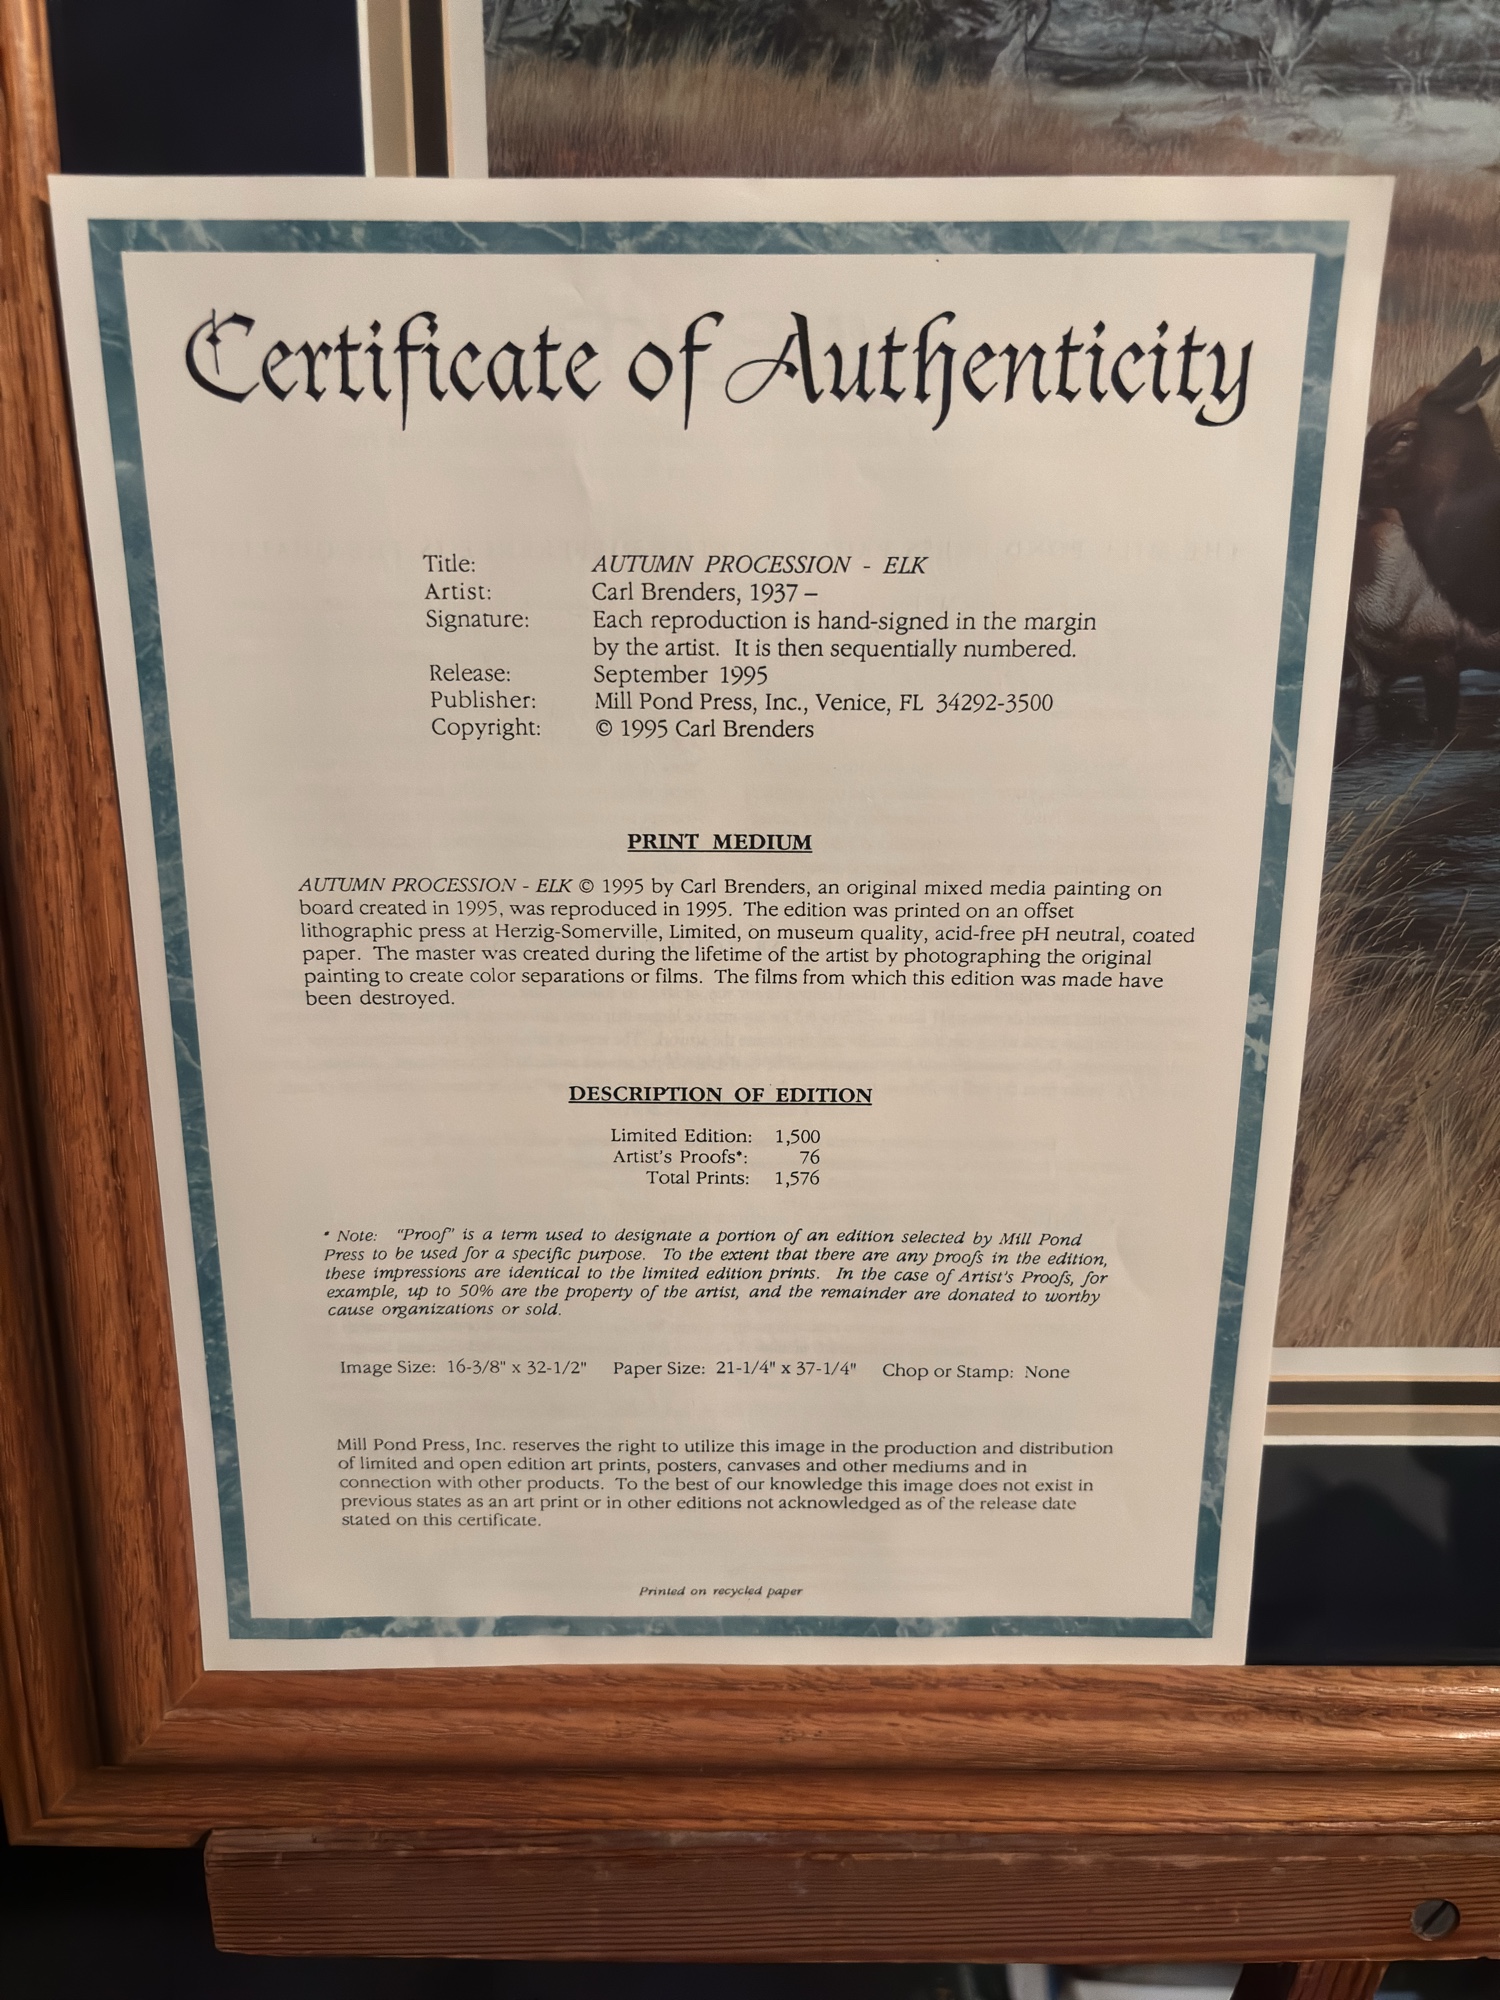 Certificate of Authenticity
Title: AUTUMN PROCESSION - ELK
Artist: Carl Brenders, 1937 –
Signature: Each reproduction is hand-signed in the margin
by the artist. It is then sequentially numbered.
Release: September 1995
Publisher: Mill Pond Press, Inc., Venice, FL 34292-3500
Copyright: © 1995 Carl Brenders
PRINT MEDIUM
AUTUMN PROCESSION - ELK © 1995 by Carl Brenders, an original mixed media painting on
board created in 1995, was reproduced in 1995. The edition was printed on an offset
lithographic press at Herzig-Somerville, Limited, on museum quality, acid-free pH neutral, coated
paper. The master was created during the lifetime of the artist by photographing the original
painting to create color separations or films. The films from which this edition was made have
been destroyed.
DESCRIPTION OF EDITION
Limited Edition: 1,500
Artist's Proofs*: 76
Total Prints: 1,576
* Note: "Proof" is a term used to designate a portion of an edition selected by Mill Pond
Press to be used for a specific purpose. To the extent that there are any proofs in the edition,
these impressions are identical to the limited edition prints. In the case of Artist's Proofs, for
example, up to 50% are the property of the artist, and the remainder are donated to worthy
cause organizations or sold.
Image Size: 16-3/8" x 32-1/2" Paper Size: 21-1/4" x 37-1/4" Chop or Stamp: None
Mill Pond Press, Inc. reserves the right to utilize this image in the production and distribution
of limited and open edition art prints, posters, canvases and other mediums and in
connection with other products. To the best of our knowledge this image does not exist in
previous states as an art print or in other editions not acknowledged as of the release date
stated on this certificate.
Printed on recycled paper